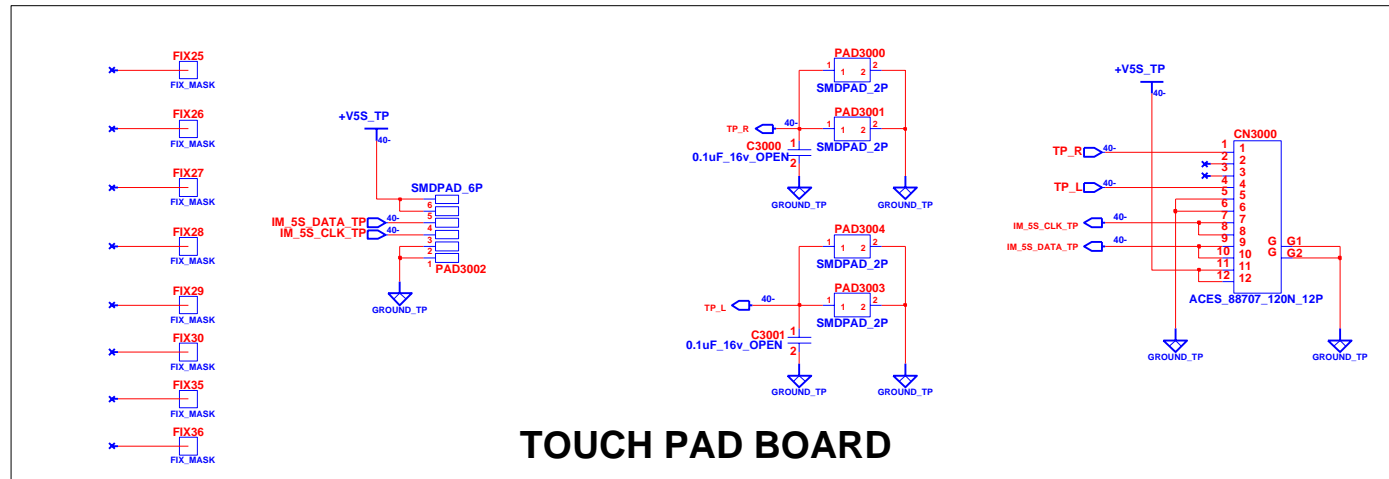 FIX25
FIX_MASK
FIX26
FIX_MASK
FIX27
FIX_MASK
FIX28
FIX_MASK
FIX29
FIX_MASK
FIX30
FIX_MASK
FIX35
FIX_MASK
FIX36
FIX_MASK
+V5S_TP
40-
SMDPAD_6P
6
IM_5S_DATA_TP 40- 5
IM_5S_CLK_TP 40- 4
3
2
1 PAD3002
GROUND_TP
PAD3000
1 1 2 2
SMDPAD_2P
PAD3001
TP_R 40- 1 1 2 2
SMDPAD_2P
C3000 1
0.1uF_16v_OPEN 2
GROUND_TP GROUND_TP
PAD3004
1 1 2 2
SMDPAD_2P
PAD3003
TP_L 40- 1 1 2 2
SMDPAD_2P
C3001 1
0.1uF_16v_OPEN 2
GROUND_TP GROUND_TP
+V5S_TP
40-
CN3000
TP_R 40- 1 1
2 2
3 3
TP_L 40- 4 4
5 5
6 6
IM_5S_CLK_TP 40- 7 7
8 8
IM_5S_DATA_TP 40- 9 9 G G1
10 10 G G2
11 11
12 12
ACES_88707_120N_12P
GROUND_TP GROUND_TP
TOUCH PAD BOARD